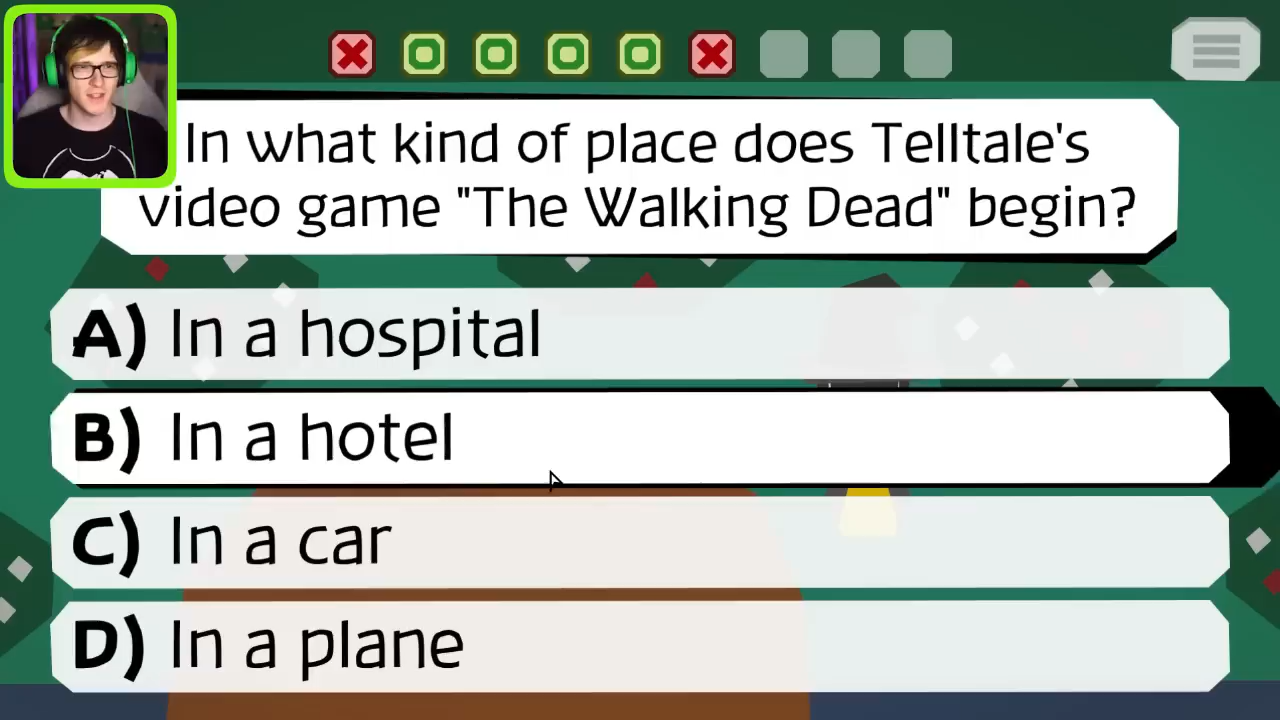 In what kind of place does Telltale's
video game "The Walking Dead" begin?
A) In a hospital
B) In a hotel
C) In a car
D) In a plane